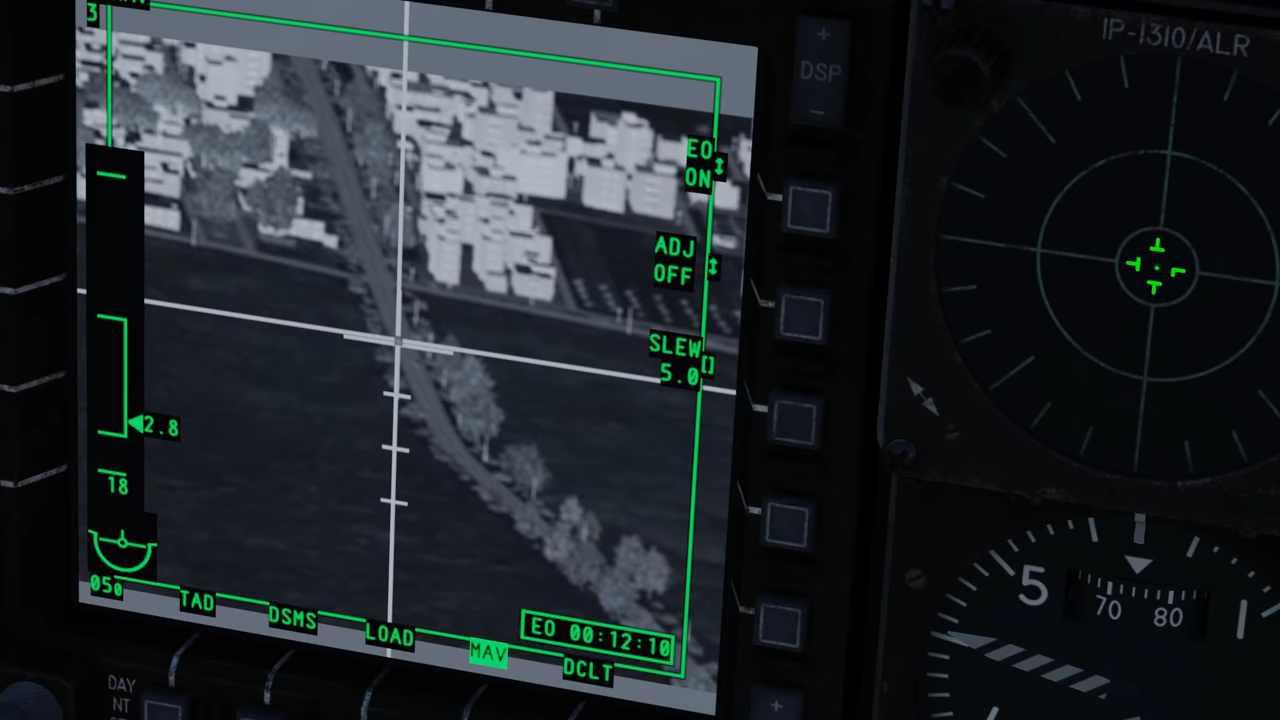 3
EO
ON
ADJ
OFF
SLEW
5.0
2.8
18
050
TAD
DSMS
LOAD
MAV
EO 00:12:10
DCLT
+
DSP
-
IP-1310/ALR
5
70 80
DAY
NT
+